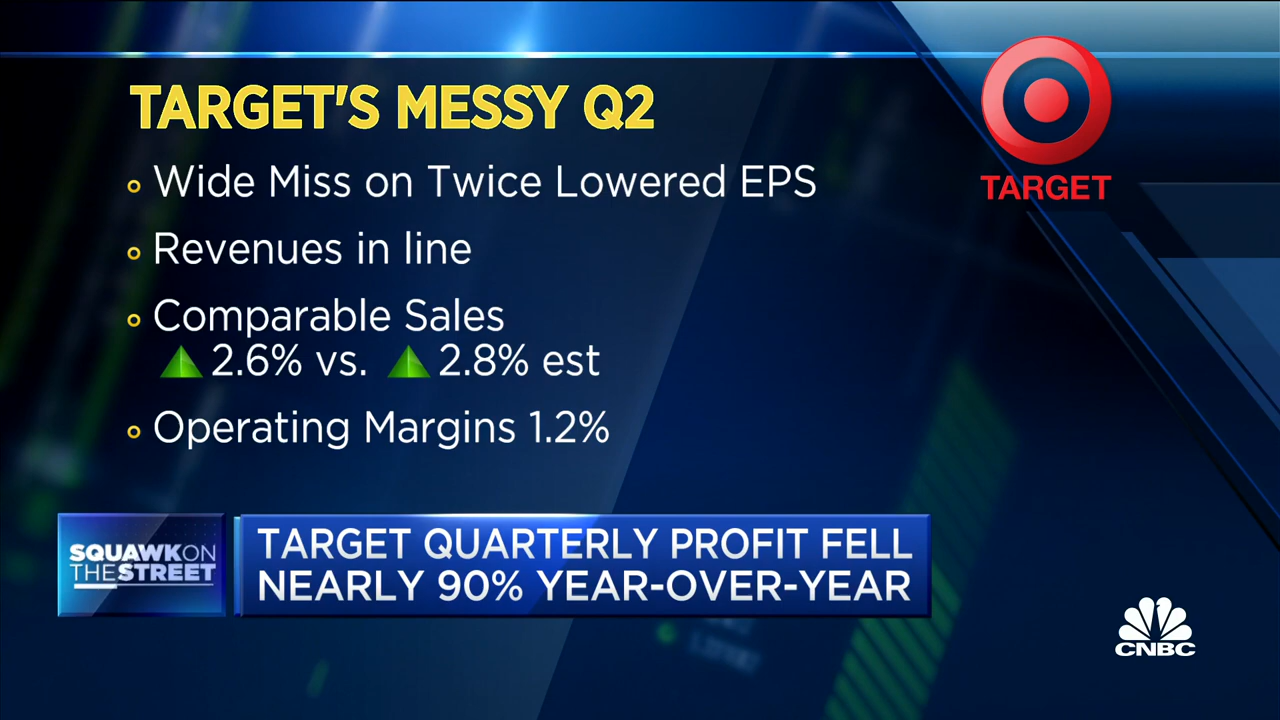 TARGET'S MESSY Q2
TARGET
Wide Miss on Twice Lowered EPS
Revenues in line
Comparable Sales
2.6% vs. 2.8% est
Operating Margins 1.2%
SQUAWK ON
THE STREET
TARGET QUARTERLY PROFIT FELL
NEARLY 90% YEAR-OVER-YEAR
CNBC